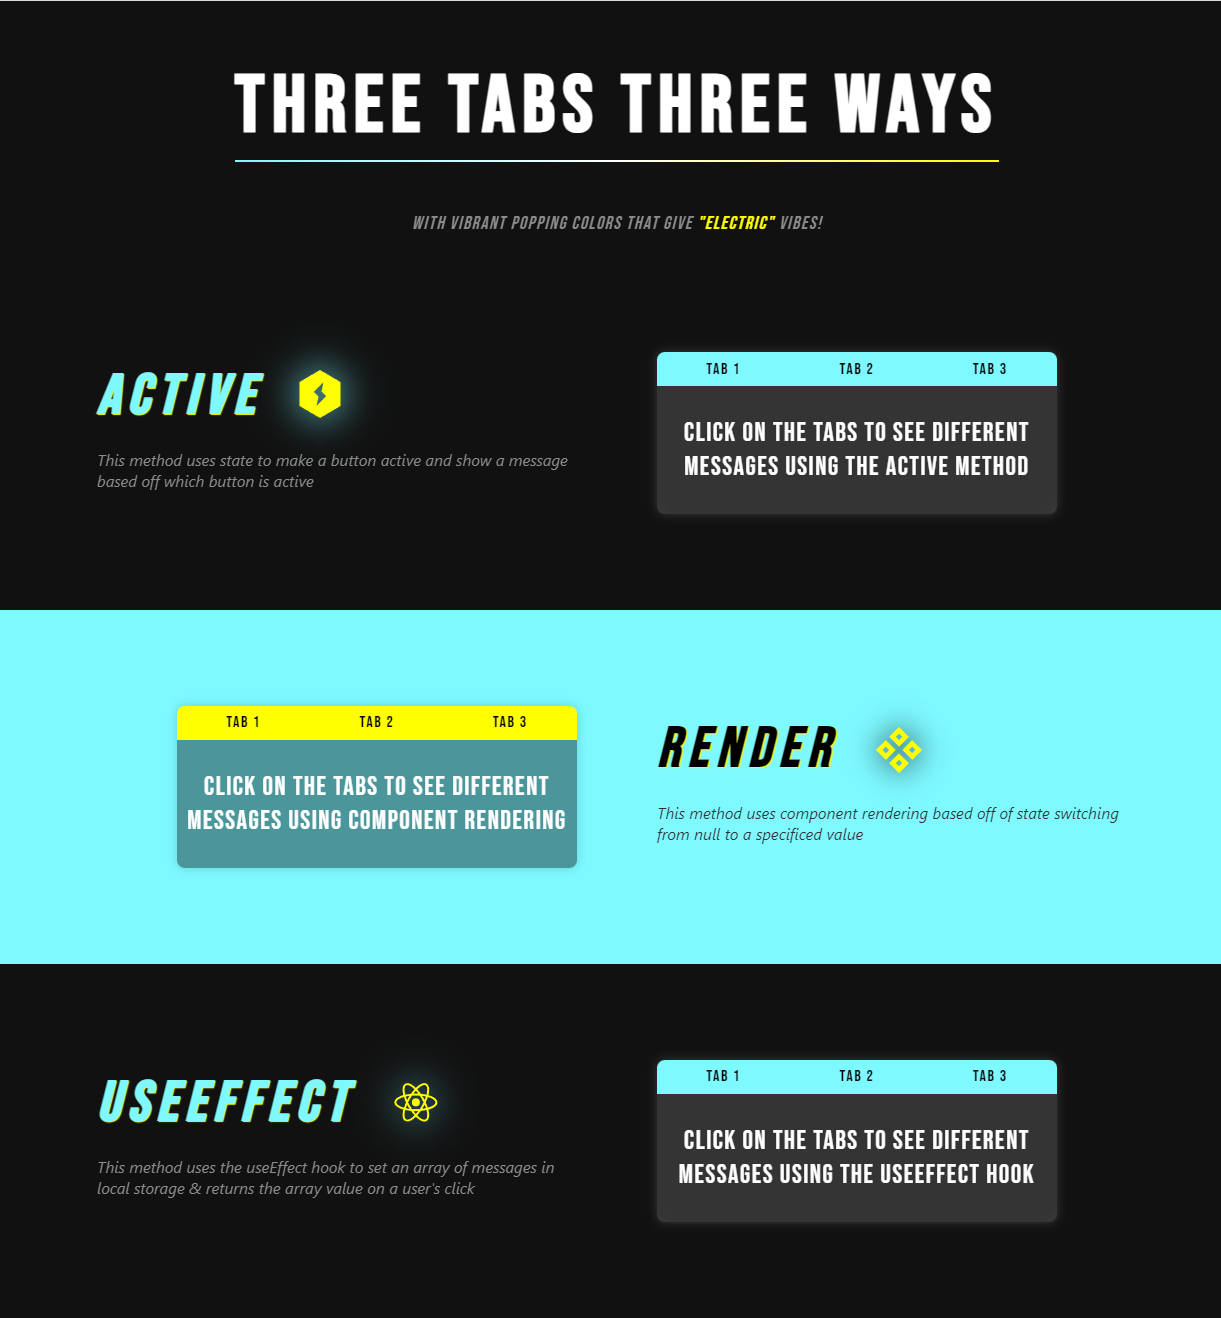 THREE TABS THREE WAYS
WITH VIBRANT POPPING COLORS THAT GIVE "ELECTRIC" VIBES!
ACTIVE
This method uses state to make a button active and show a message
based off which button is active
TAB 1 TAB 2 TAB 3
CLICK ON THE TABS TO SEE DIFFERENT
MESSAGES USING THE ACTIVE METHOD
TAB 1 TAB 2 TAB 3
CLICK ON THE TABS TO SEE DIFFERENT
MESSAGES USING COMPONENT RENDERING
RENDER
This method uses component rendering based off of state switching
from null to a specificed value
USEEFFECT
This method uses the useEffect hook to set an array of messages in
local storage & returns the array value on a user's click
TAB 1 TAB 2 TAB 3
CLICK ON THE TABS TO SEE DIFFERENT
MESSAGES USING THE USEEFFECT HOOK